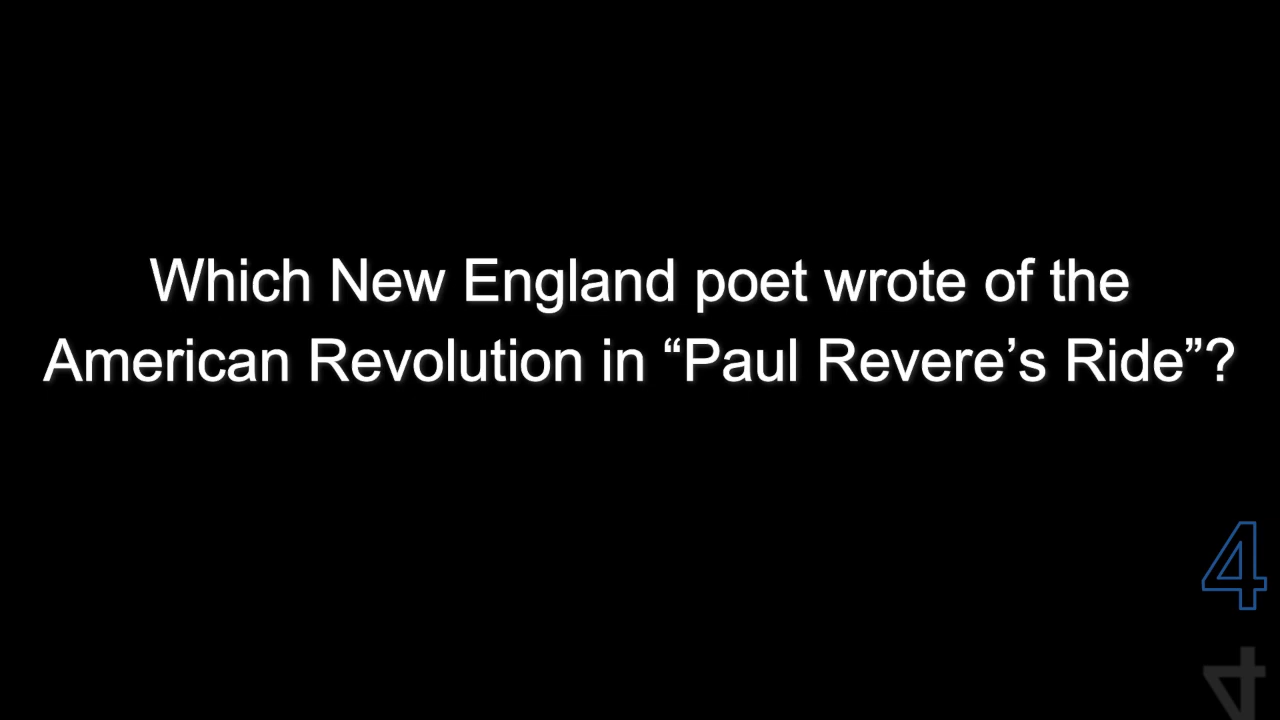 Which New England poet wrote of the
American Revolution in “Paul Revere’s Ride”?
4